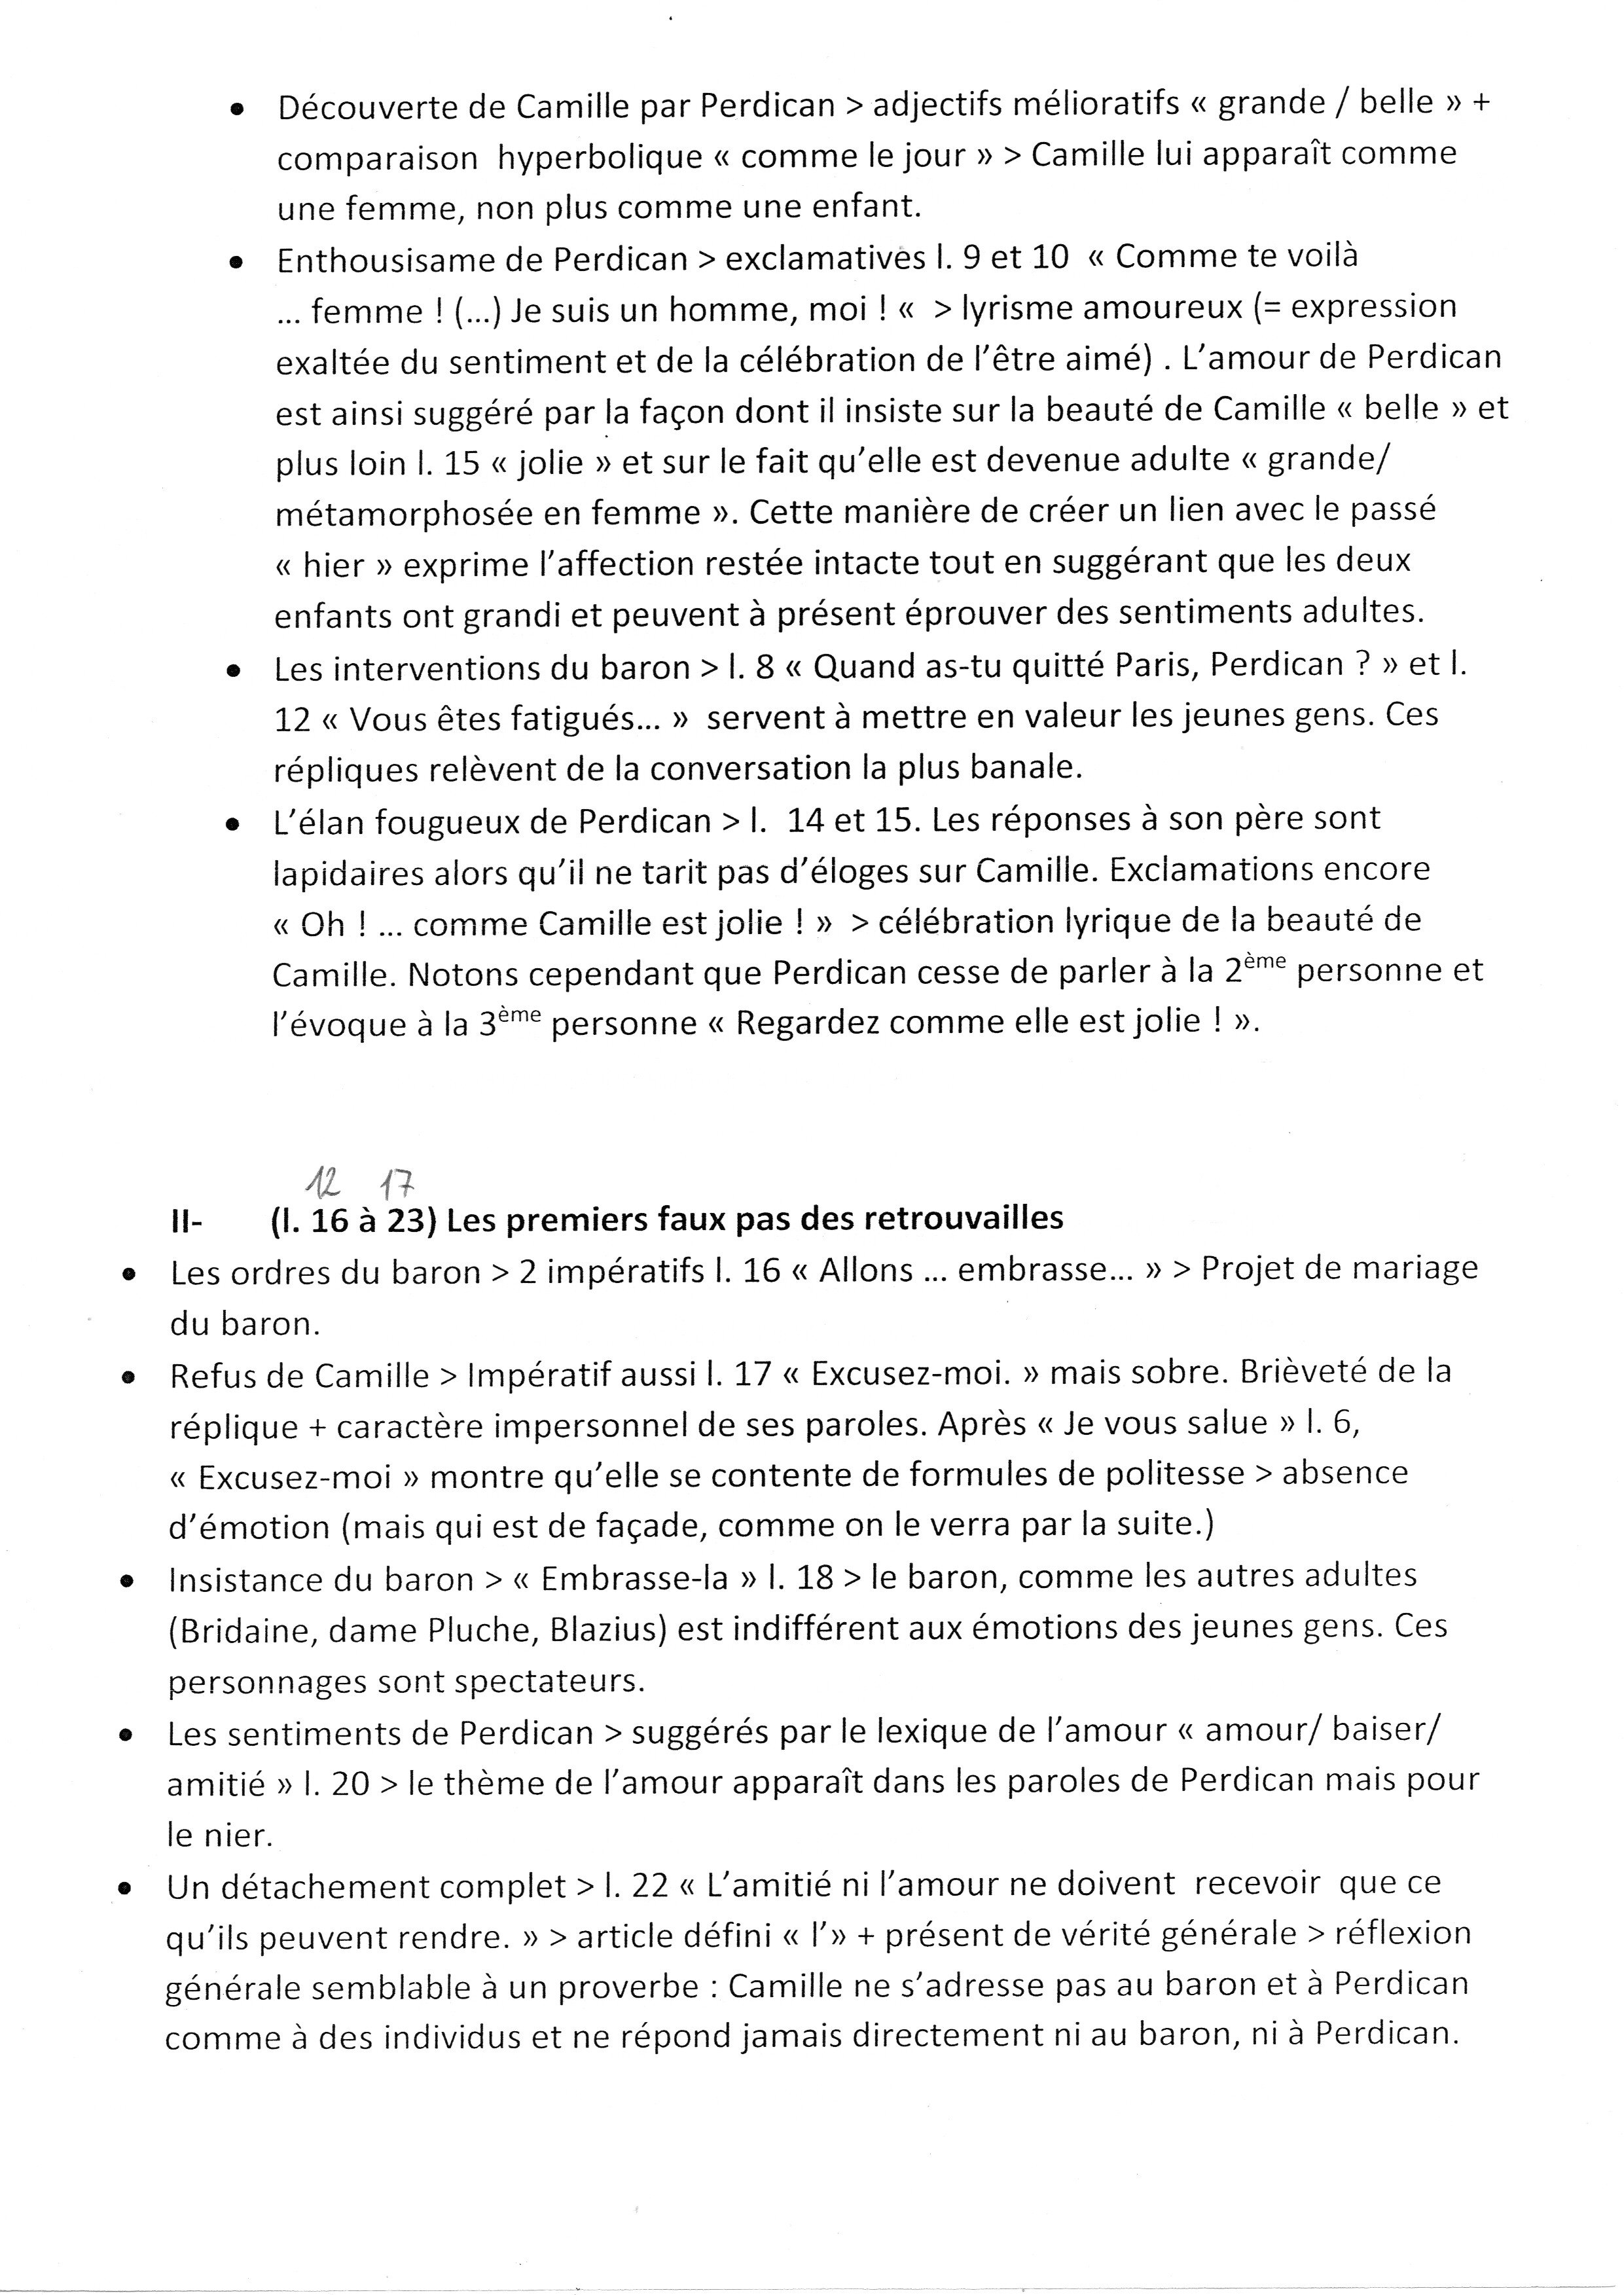 • Découverte de Camille par Perdican > adjectifs mélioratifs « grande / belle » +
comparaison hyperbolique « comme le jour » > Camille lui apparaît comme
une femme, non plus comme une enfant.
• Enthousisame de Perdican > exclamatives l. 9 et 10 « Comme te voilà
... femme ! (...) Je suis un homme, moi ! « > lyrisme amoureux (= expression
exaltée du sentiment et de la célébration de l'être aimé) . L'amour de Perdican
est ainsi suggéré par la façon dont il insiste sur la beauté de Camille « belle » et
plus loin l. 15 « jolie » et sur le fait qu'elle est devenue adulte « grande/
métamorphosée en femme ». Cette manière de créer un lien avec le passé
« hier » exprime l'affection restée intacte tout en suggérant que les deux
enfants ont grandi et peuvent à présent éprouver des sentiments adultes.
• Les interventions du baron > l. 8 « Quand as-tu quitté Paris, Perdican ? » et l.
12 « Vous êtes fatigués... » servent à mettre en valeur les jeunes gens. Ces
répliques relèvent de la conversation la plus banale.
• L'élan fougueux de Perdican > l. 14 et 15. Les réponses à son père sont
lapidaires alors qu'il ne tarit pas d'éloges sur Camille. Exclamations encore
« Oh ! ... comme Camille est jolie ! » > célébration lyrique de la beauté de
Camille. Notons cependant que Perdican cesse de parler à la 2ème personne et
l'évoque à la 3ème personne « Regardez comme elle est jolie ! ».
12 17
II- (l. 16 à 23) Les premiers faux pas des retrouvailles
• Les ordres du baron > 2 impératifs l. 16 « Allons ... embrasse... » > Projet de mariage
du baron.
• Refus de Camille > Impératif aussi l. 17 « Excusez-moi. » mais sobre. Brièveté de la
réplique + caractère impersonnel de ses paroles. Après « Je vous salue » l. 6,
« Excusez-moi » montre qu'elle se contente de formules de politesse > absence
d'émotion (mais qui est de façade, comme on le verra par la suite.)
• Insistance du baron > « Embrasse-la » l. 18 > le baron, comme les autres adultes
(Bridaine, dame Pluche, Blazius) est indifférent aux émotions des jeunes gens. Ces
personnages sont spectateurs.
• Les sentiments de Perdican > suggérés par le lexique de l'amour « amour/ baiser/
amitié » l. 20 > le thème de l'amour apparaît dans les paroles de Perdican mais pour
le nier.
• Un détachement complet > l. 22 « L'amitié ni l'amour ne doivent recevoir que ce
qu'ils peuvent rendre. » > article défini « l'» + présent de vérité générale > réflexion
générale semblable à un proverbe : Camille ne s'adresse pas au baron et à Perdican
comme à des individus et ne répond jamais directement ni au baron, ni à Perdican.